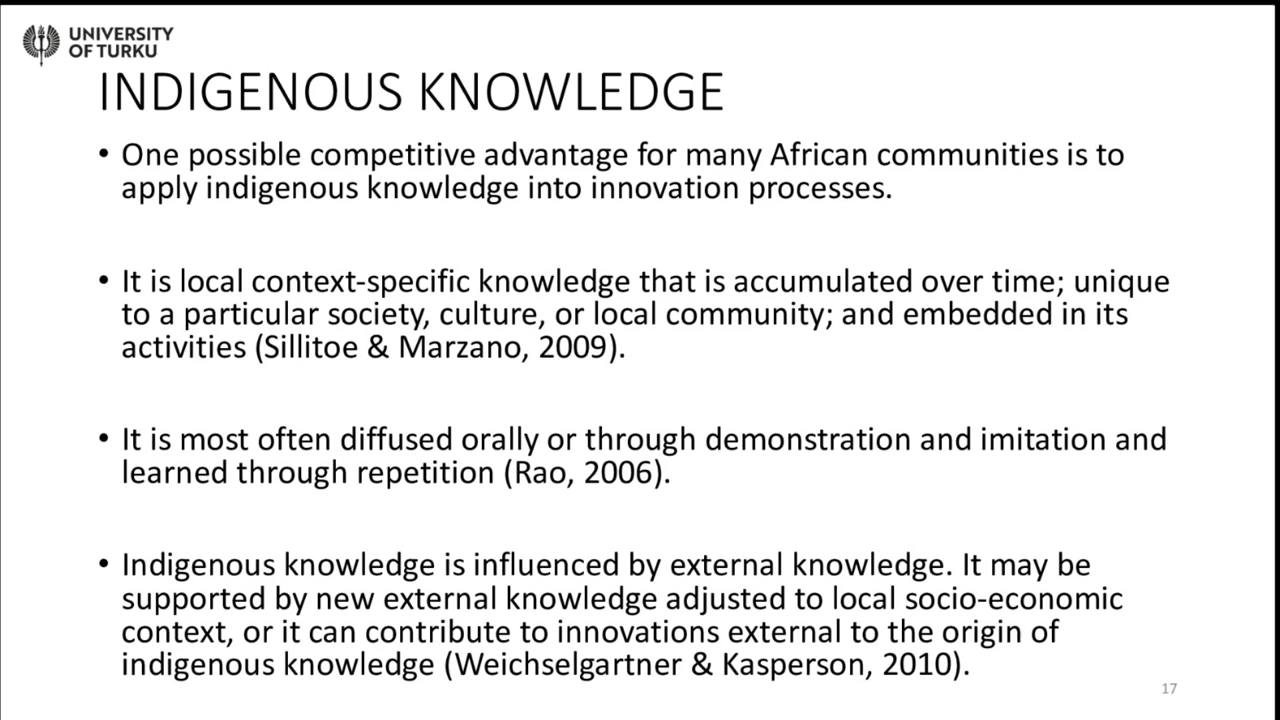 UNIVERSITY
OF TURKU
INDIGENOUS KNOWLEDGE
• One possible competitive advantage for many African communities is to
apply indigenous knowledge into innovation processes.
• It is local context-specific knowledge that is accumulated over time; unique
to a particular society, culture, or local community; and embedded in its
activities (Sillitoe & Marzano, 2009).
• It is most often diffused orally or through demonstration and imitation and
learned through repetition (Rao, 2006).
• Indigenous knowledge is influenced by external knowledge. It may be
supported by new external knowledge adjusted to local socio-economic
context, or it can contribute to innovations external to the origin of
indigenous knowledge (Weichselgartner & Kasperson, 2010).
17